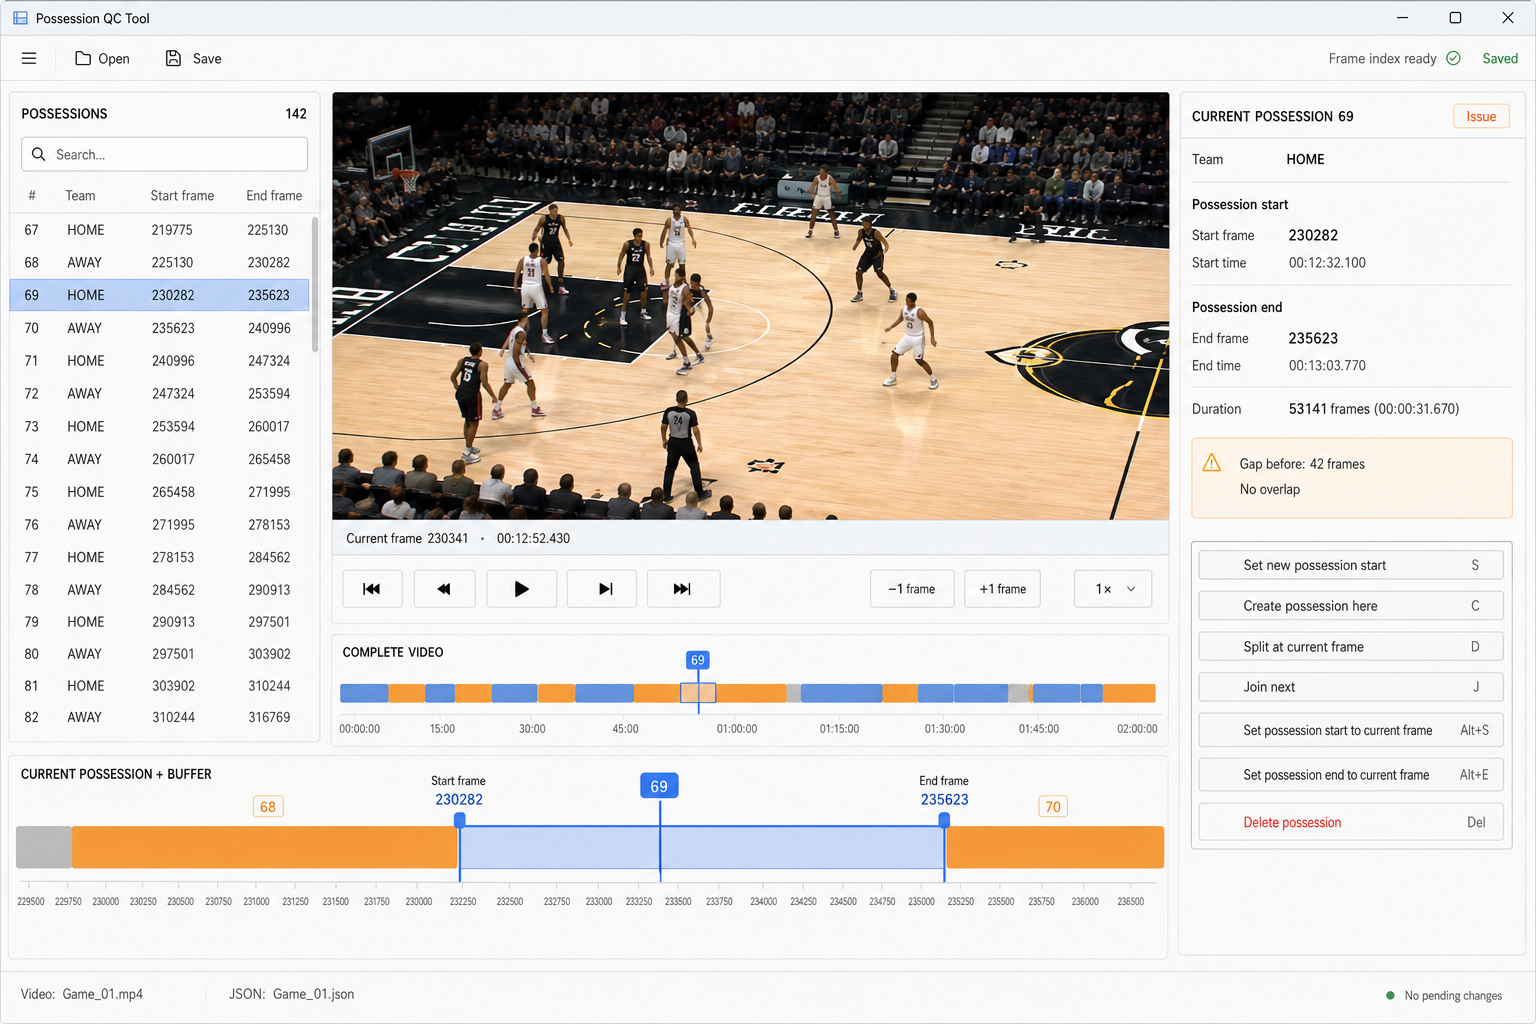 Possession QC Tool
Open Save Frame index ready Saved
POSSESSIONS 142
Search...
# Team Start frame End frame
67 HOME 219775 225130
68 AWAY 225130 230282
69 HOME 230282 235623
70 AWAY 235623 240996
71 HOME 240996 247324
72 AWAY 247324 253594
73 HOME 253594 260017
74 AWAY 260017 265458
75 HOME 265458 271995
76 AWAY 271995 278153
77 HOME 278153 284562
78 AWAY 284562 290913
79 HOME 290913 297501
80 AWAY 297501 303902
81 HOME 303902 310244
82 AWAY 310244 316769
24
22
Current frame 230341 • 00:12:52.430
−1 frame +1 frame 1×
COMPLETE VIDEO
69
00:00:00 15:00 30:00 45:00 01:00:00 01:15:00 01:30:00 01:45:00 02:00:00
CURRENT POSSESSION 69 Issue
Team HOME
Possession start
Start frame 230282
Start time 00:12:32.100
Possession end
End frame 235623
End time 00:13:03.770
Duration 53141 frames (00:00:31.670)
Gap before: 42 frames
No overlap
Set new possession start S
Create possession here C
Split at current frame D
Join next J
Set possession start to current frame Alt+S
Set possession end to current frame Alt+E
Delete possession Del
CURRENT POSSESSION + BUFFER
68
Start frame
230282
69
End frame
235623
70
229500 229750 230000 230250 230500 230750 231000 231250 231500 231750 230000 232250 232500 232750 233000 233250 233500 233750 234000 234250 234500 234750 235000 235250 235500 235750 236000 236500
Video: Game_01.mp4 JSON: Game_01.json No pending changes